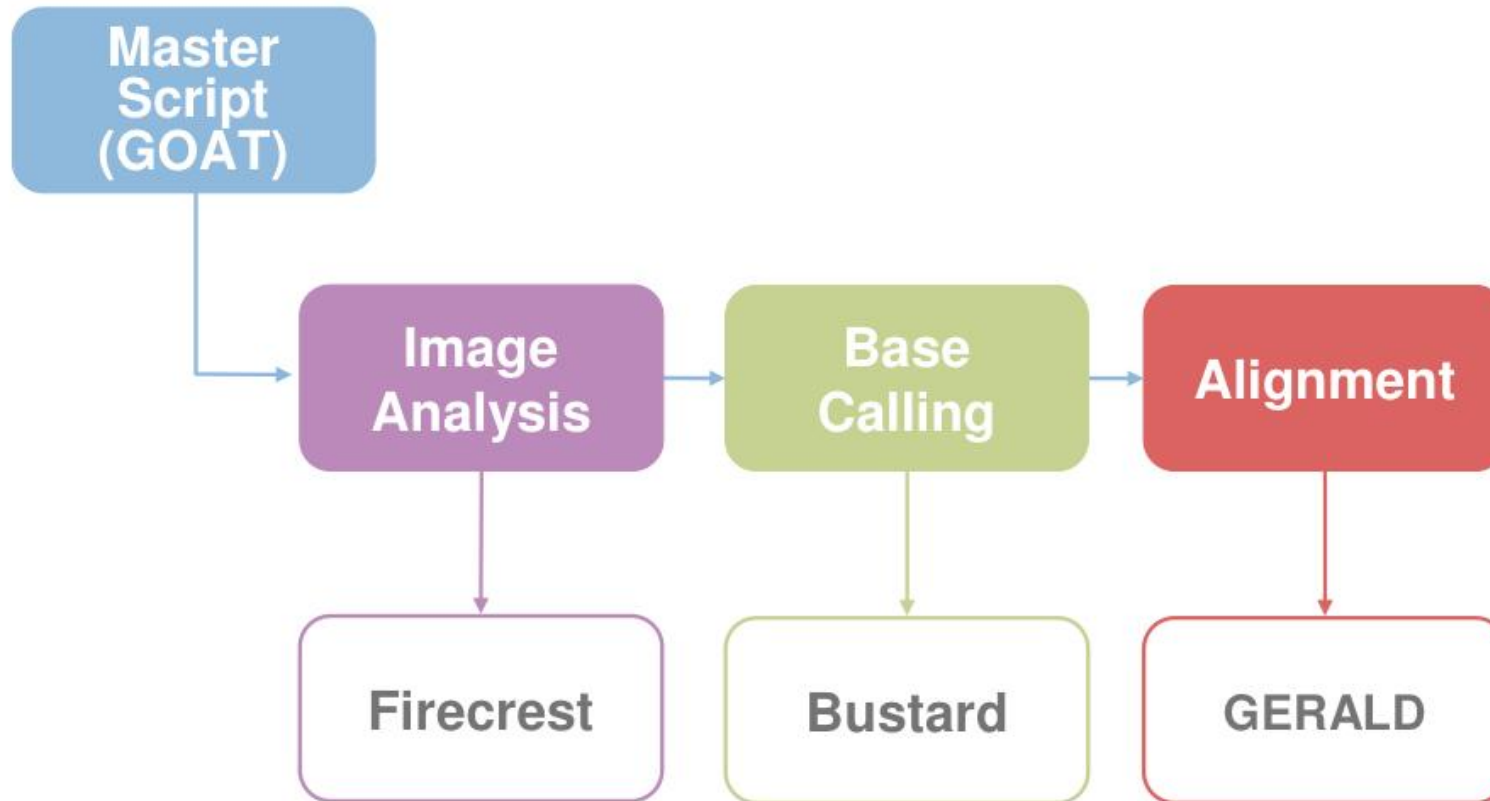 Master
Script
(GOAT)
Image
Analysis
Base
Calling
Alignment
Firecrest
Bustard
GERALD